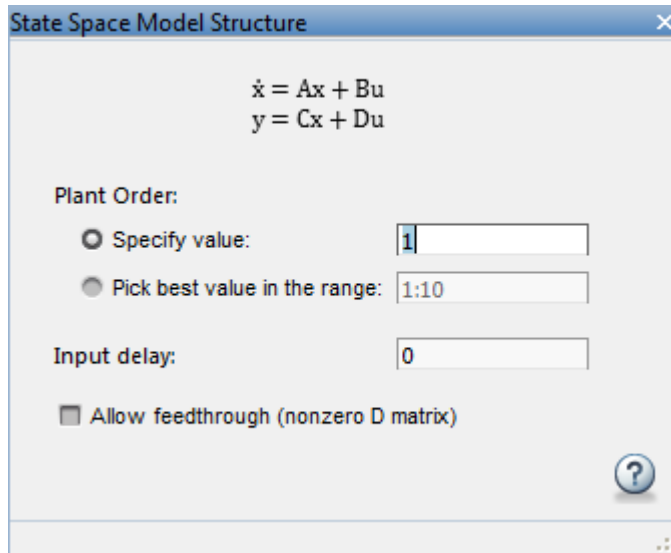 State Space Model Structure
ẋ = Ax + Bu
y = Cx + Du
Plant Order:
Specify value: 1
Pick best value in the range: 1:10
Input delay: 0
Allow feedthrough (nonzero D matrix)
?